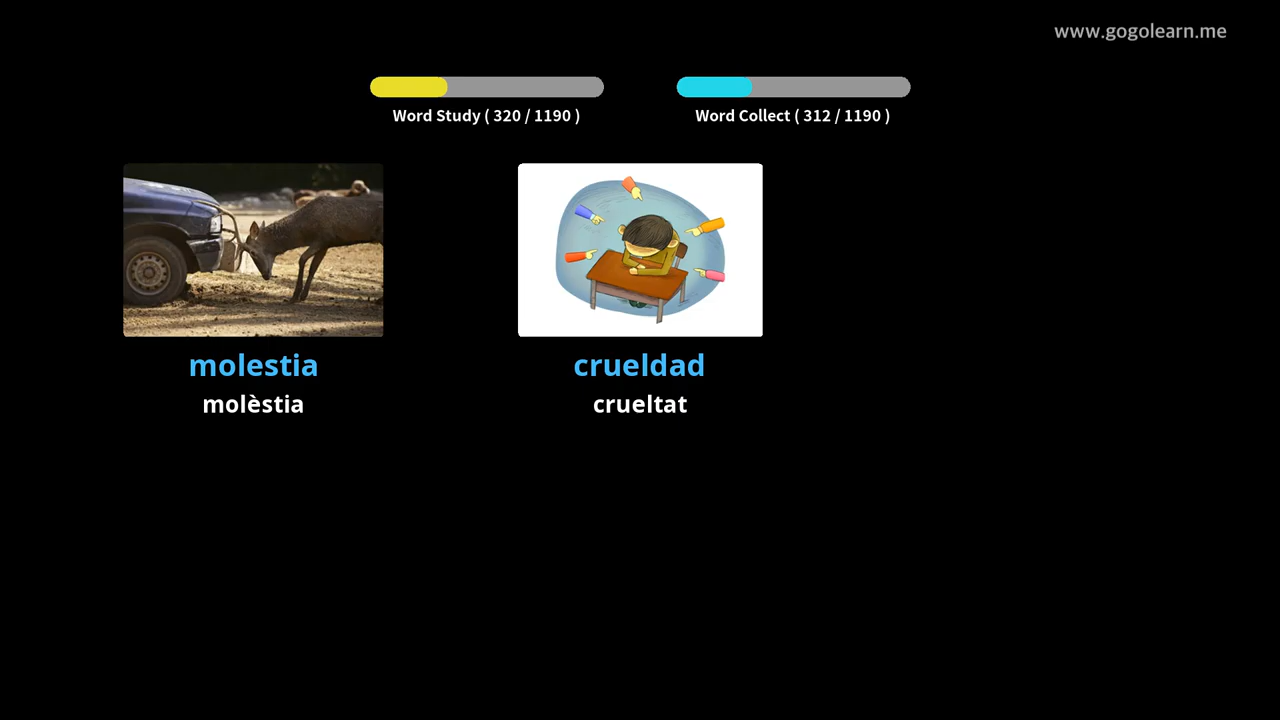 www.gogolearn.me
Word Study ( 320 / 1190 )
Word Collect ( 312 / 1190 )
molestia
molèstia
crueldad
crueltat